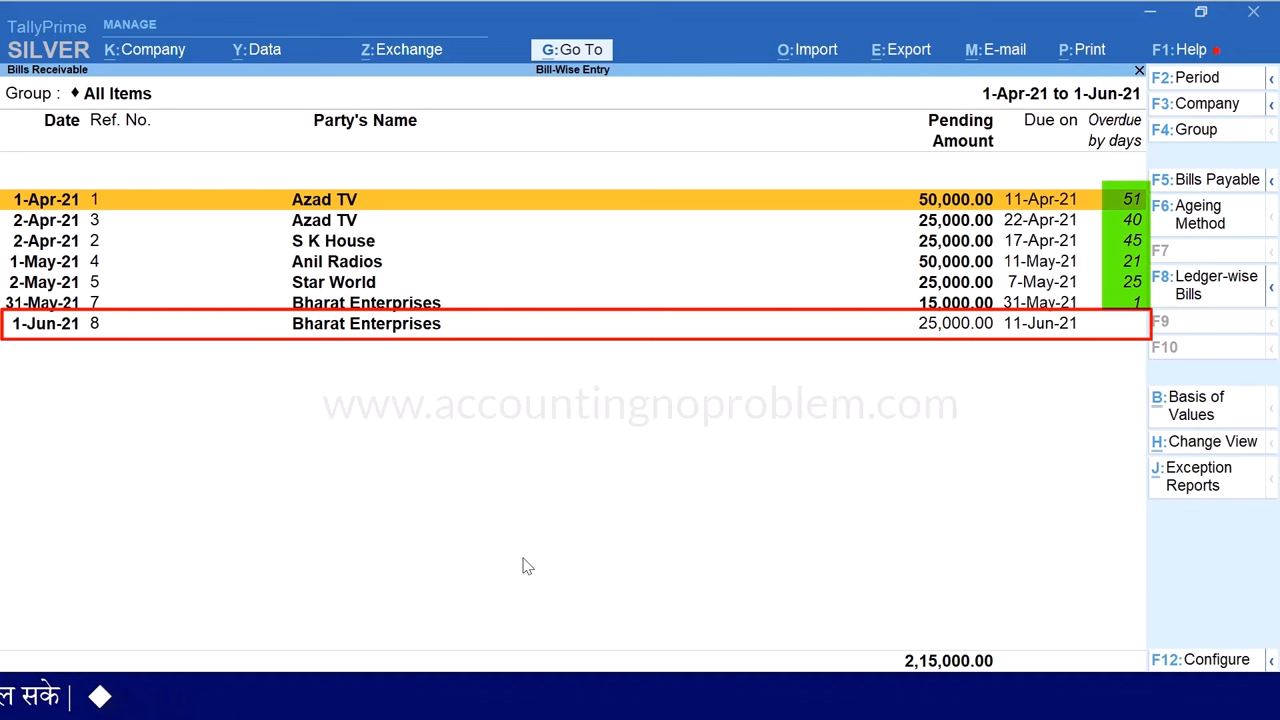 TallyPrime MANAGE
SILVER K:Company Y:Data Z:Exchange G:Go To O:Import E:Export M:E-mail P:Print F1:Help
Bills Receivable Bill-Wise Entry
Group : ♦ All Items 1-Apr-21 to 1-Jun-21
Date Ref. No. Party's Name Pending Amount Due on Overdue by days
1-Apr-21 1 Azad TV 50,000.00 11-Apr-21 51
2-Apr-21 3 Azad TV 25,000.00 22-Apr-21 40
2-Apr-21 2 S K House 25,000.00 17-Apr-21 45
1-May-21 4 Anil Radios 50,000.00 11-May-21 21
2-May-21 5 Star World 25,000.00 7-May-21 25
31-May-21 7 Bharat Enterprises 15,000.00 31-May-21 1
1-Jun-21 8 Bharat Enterprises 25,000.00 11-Jun-21
www.accountingnoproblem.com
2,15,000.00
F2:Period
F3:Company
F4:Group
F5:Bills Payable
F6:Ageing
Method
F7
F8:Ledger-wise
Bills
F9
F10
B:Basis of
Values
H:Change View
J:Exception
Reports
F12:Configure
ल सके |